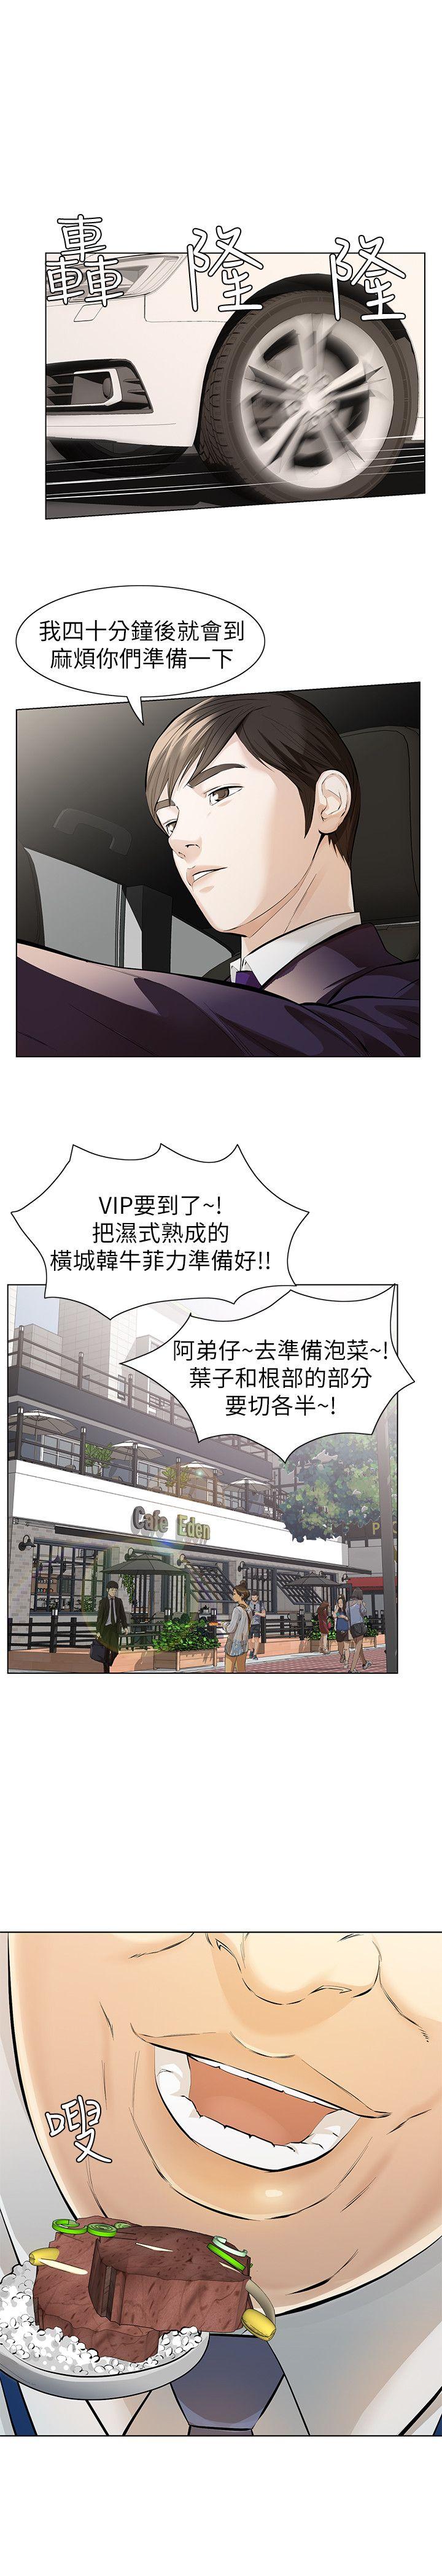 轟 隆 隆
我四十分鐘後就會到
麻煩你們準備一下
VIP要到了~!
把濕式熟成的
橫城韓牛菲力準備好!!
阿弟仔~去準備泡菜~!
葉子和根部的部分
要切各半~!
Cafe Eden
嗖